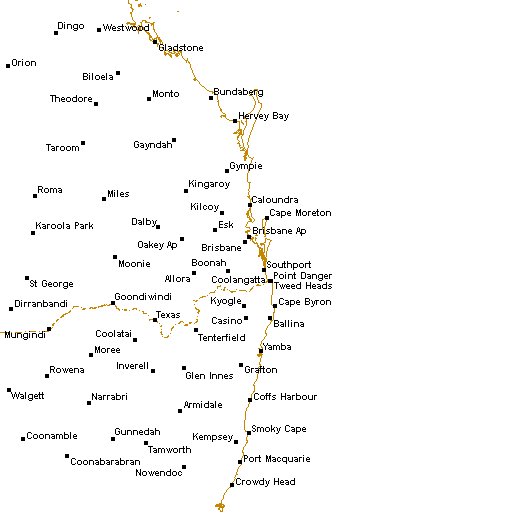 Dingo
Westwood
Gladstone
Orion
Biloela
Theodore
Monto
Bundaberg
Hervey Bay
Taroom
Gayndah
Gympie
Kingaroy
Roma
Miles
Caloundra
Kilcoy
Cape Moreton
Karoola Park
Dalby
Esk
Brisbane Ap
Oakey Ap
Brisbane
Moonie
Boonah
Southport
Allora
Coolangatta
Point Danger
St George
Tweed Heads
Goondiwindi
Dirranbandi
Kyogle
Cape Byron
Texas
Casino
Ballina
Mungindi
Coolatai
Tenterfield
Moree
Yamba
Rowena
Inverell
Glen Innes
Grafton
Walgett
Narrabri
Armidale
Coffs Harbour
Coonamble
Gunnedah
Kempsey
Smoky Cape
Tamworth
Coonabarabran
Port Macquarie
Nowendoc
Crowdy Head